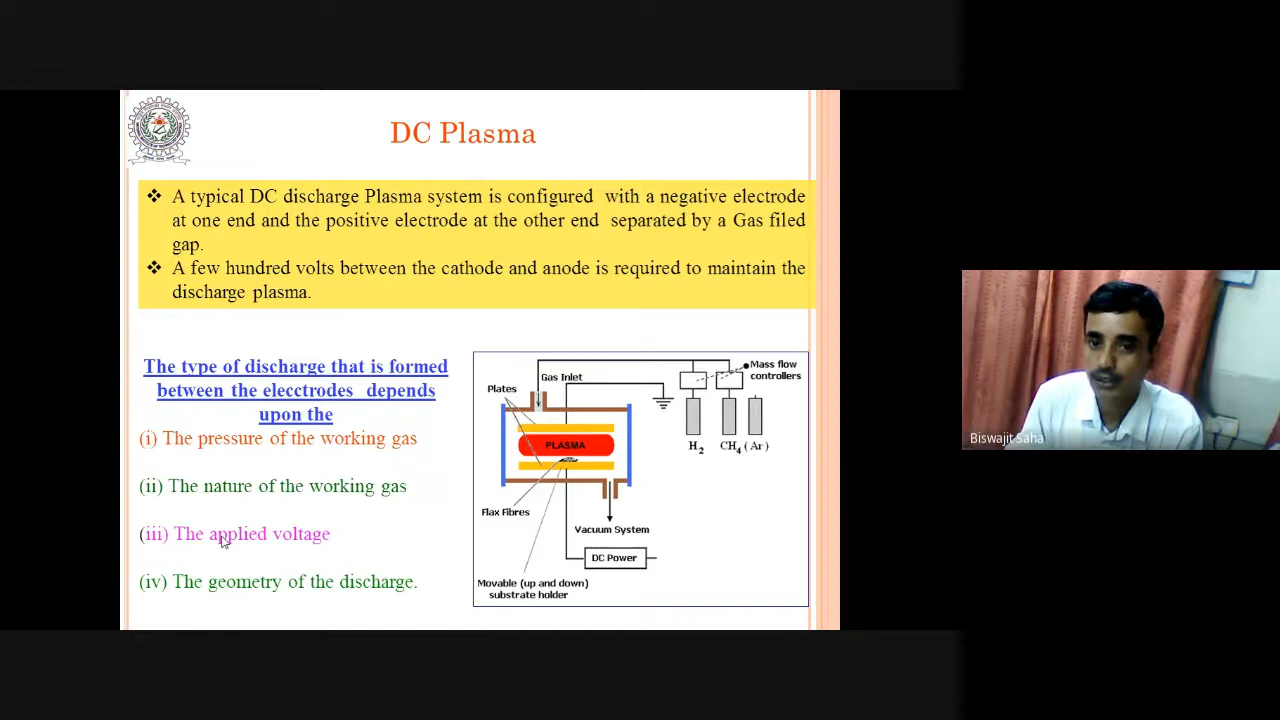 DC Plasma
❖ A typical DC discharge Plasma system is configured with a negative electrode
at one end and the positive electrode at the other end separated by a Gas filed
gap.
❖ A few hundred volts between the cathode and anode is required to maintain the
discharge plasma.
The type of discharge that is formed
between the elecctrodes depends
upon the
(i) The pressure of the working gas
(ii) The nature of the working gas
(iii) The applied voltage
(iv) The geometry of the discharge.
Gas Inlet
Mass flow
controllers
Plates
PLASMA
H2 CH4 ( Ar )
Flax Fibres
Vacuum System
DC Power
Movable (up and down)
substrate holder
Biswajit Saha